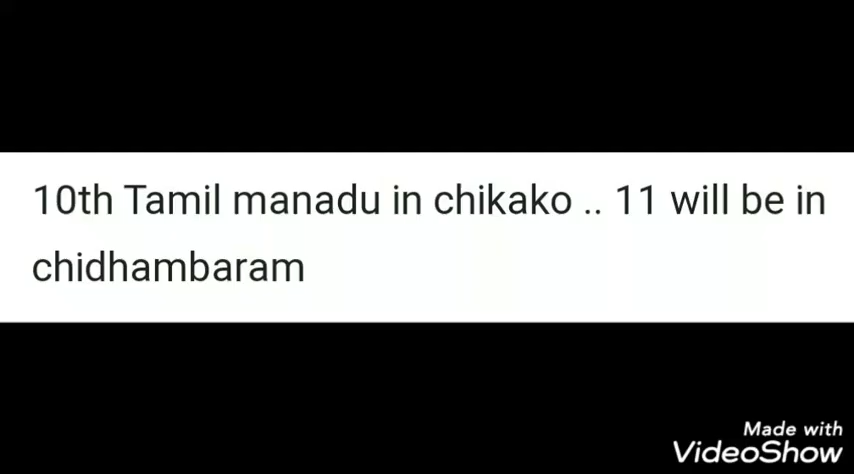 10th Tamil manadu in chikako .. 11 will be in
chidhambaram
Made with
VideoShow